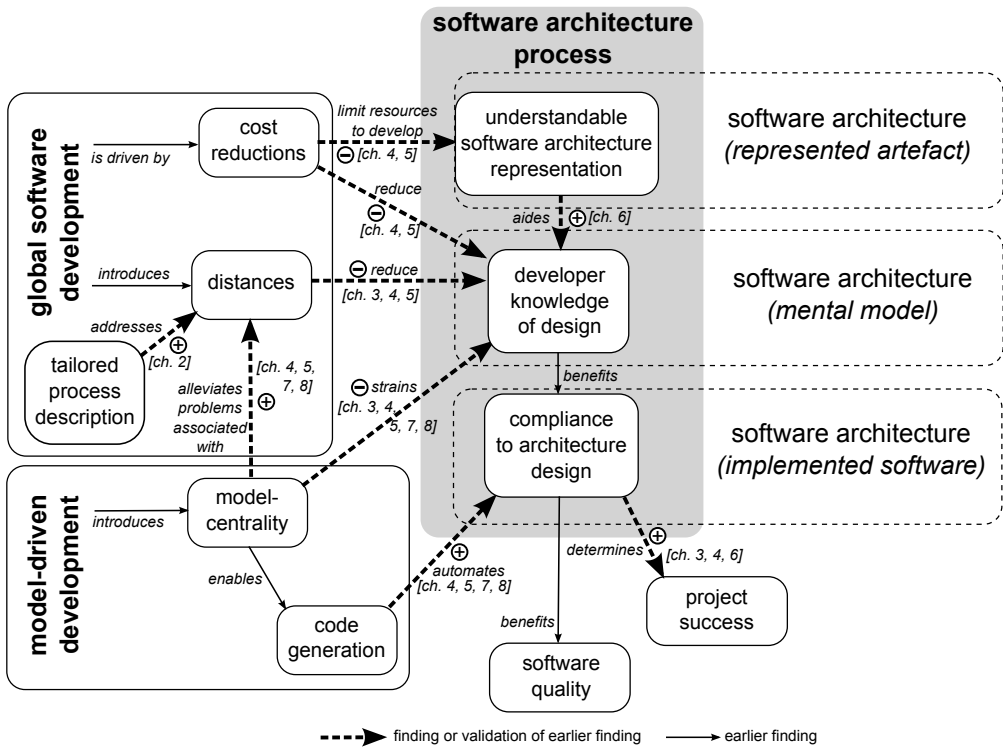 software architecture
process
global software
development
is driven by
cost
reductions
limit resources
to develop
− [ch. 4, 5]
understandable
software architecture
representation
software architecture
(represented artefact)
reduce
−
[ch. 4, 5]
aides
+ [ch. 6]
introduces
distances
− reduce
[ch. 3, 4, 5]
developer
knowledge
of design
software architecture
(mental model)
addresses
+
[ch. 2]
tailored
process
description
alleviates
problems
associated
with
[ch. 4, 5,
7, 8]
+
− strains
[ch. 3, 4,
5, 7, 8]
benefits
compliance
to architecture
design
software architecture
(implemented software)
model-driven
development
introduces
model-
centrality
enables
code
generation
+
automates
[ch. 4, 5, 7, 8]
determines
+
[ch. 3, 4, 6]
project
success
benefits
software
quality
finding or validation of earlier finding
earlier finding